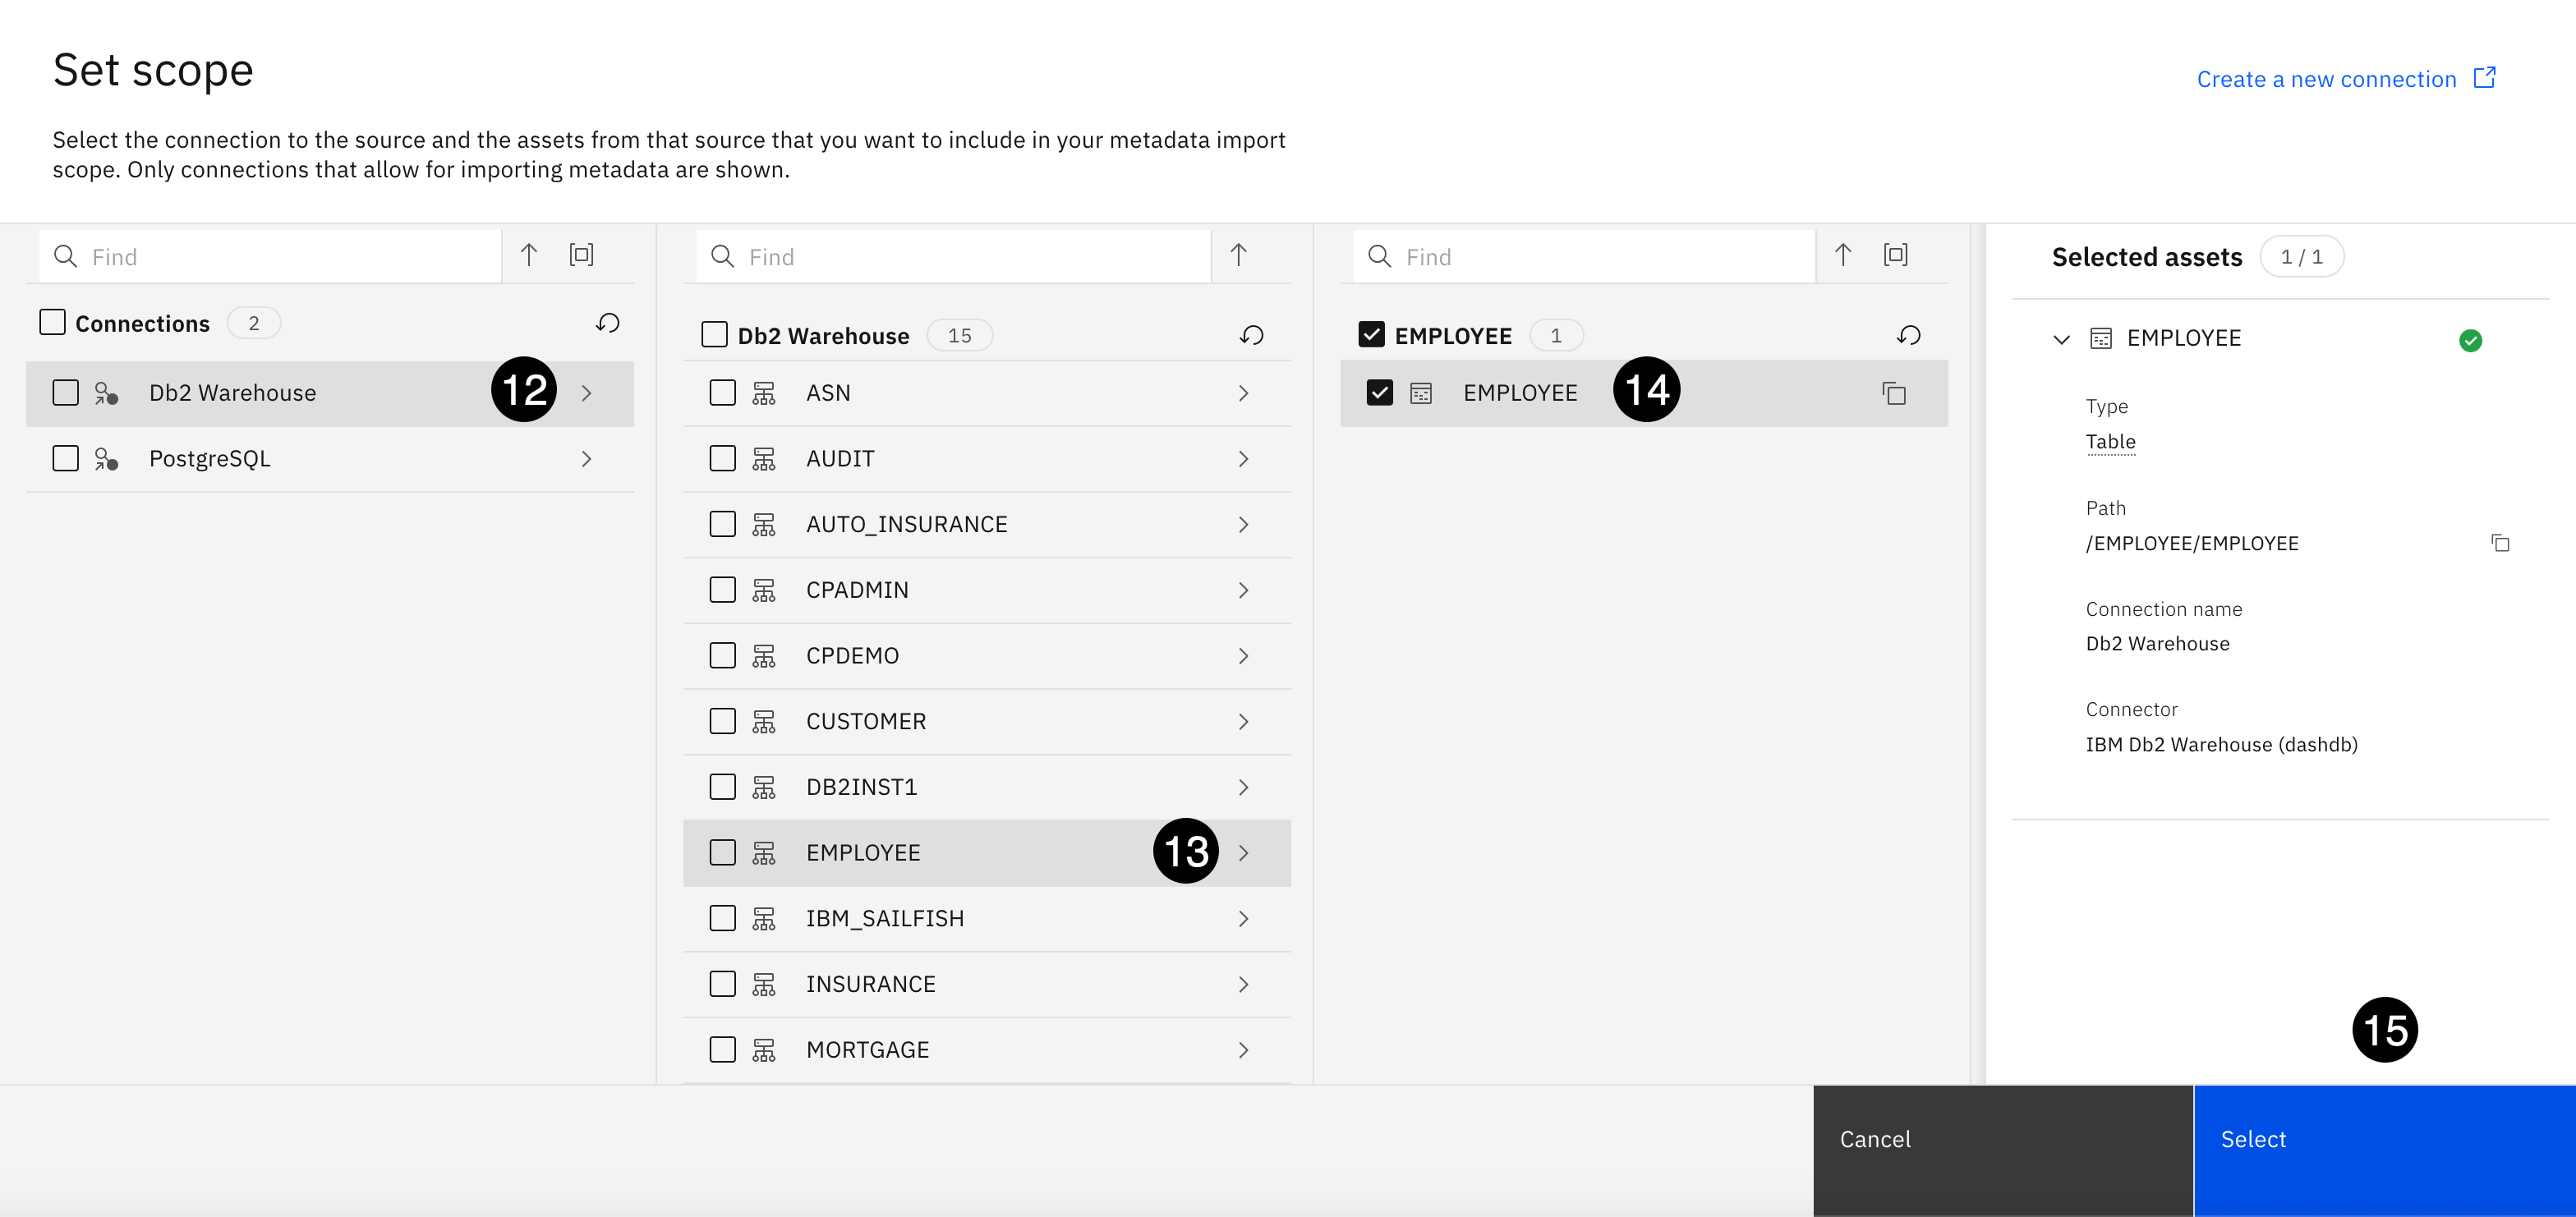 Set scope
Create a new connection
Select the connection to the source and the assets from that source that you want to include in your metadata import
scope. Only connections that allow for importing metadata are shown.
Find
Connections 2
Db2 Warehouse 12
PostgreSQL
Find
Db2 Warehouse 15
ASN
AUDIT
AUTO_INSURANCE
CPADMIN
CPDEMO
CUSTOMER
DB2INST1
EMPLOYEE 13
IBM_SAILFISH
INSURANCE
MORTGAGE
Find
EMPLOYEE 1
EMPLOYEE 14
Selected assets 1 / 1
EMPLOYEE
Type
Table
Path
/EMPLOYEE/EMPLOYEE
Connection name
Db2 Warehouse
Connector
IBM Db2 Warehouse (dashdb)
15
Cancel
Select